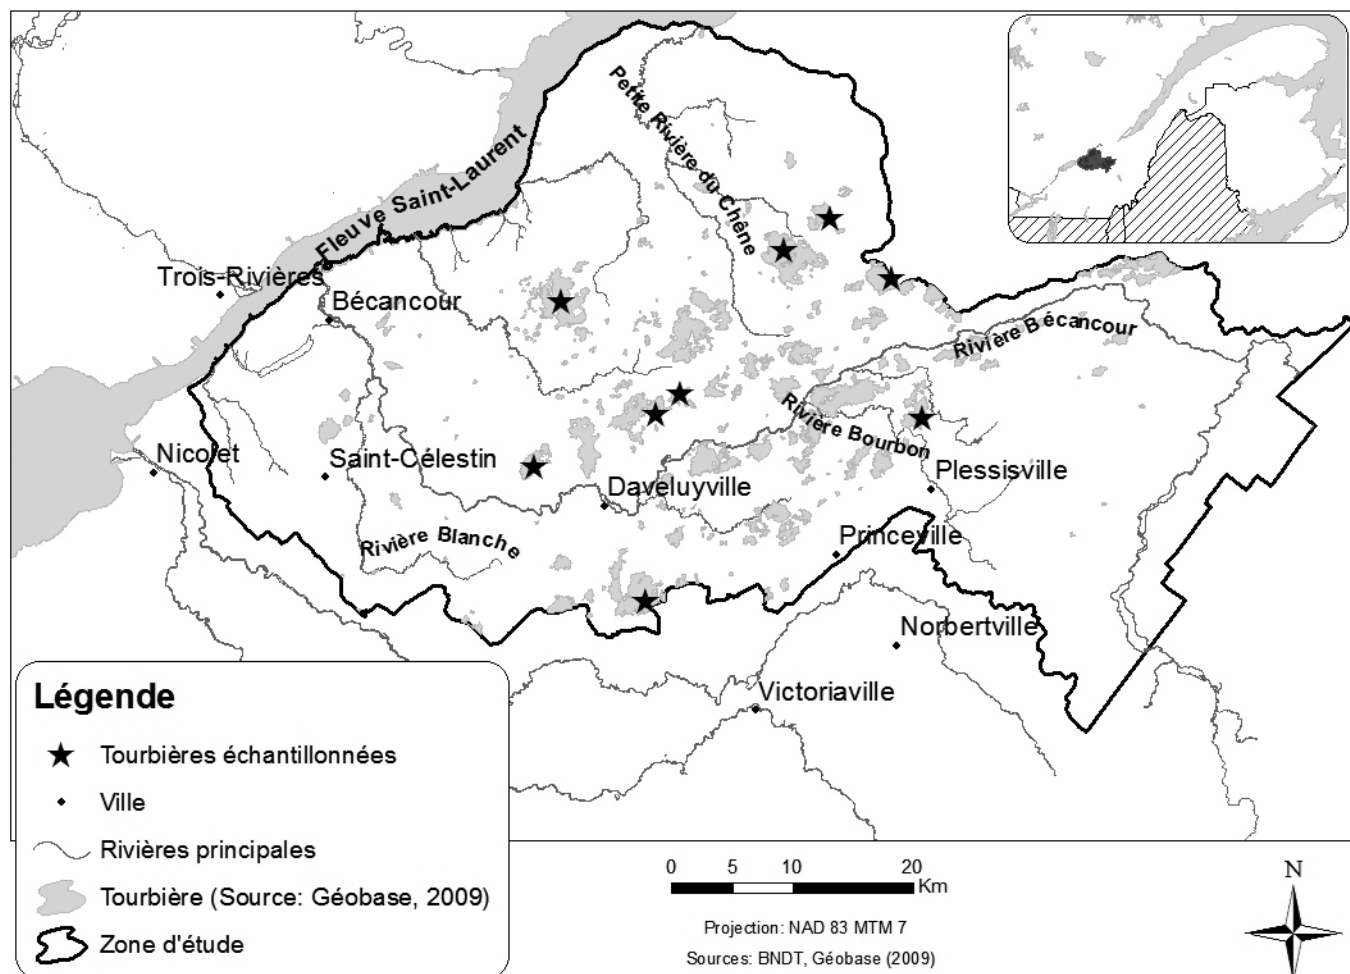 Petite Rivière du Chêne
Fleuve Saint-Laurent
Trois-Rivières
Bécancour
Rivière Bécancour
Rivière Bourbon
Nicolet
Saint-Célestin
Plessisville
Daveluyville
Rivière Blanche
Princeville
Norbertville
Victoriaville
Légende
Tourbières échantillonnées
Ville
Rivières principales
Tourbière (Source: Géobase, 2009)
Zone d'étude
0 5 10 20
Km
Projection: NAD 83 MTM 7
Sources: BNDT, Géobase (2009)
N